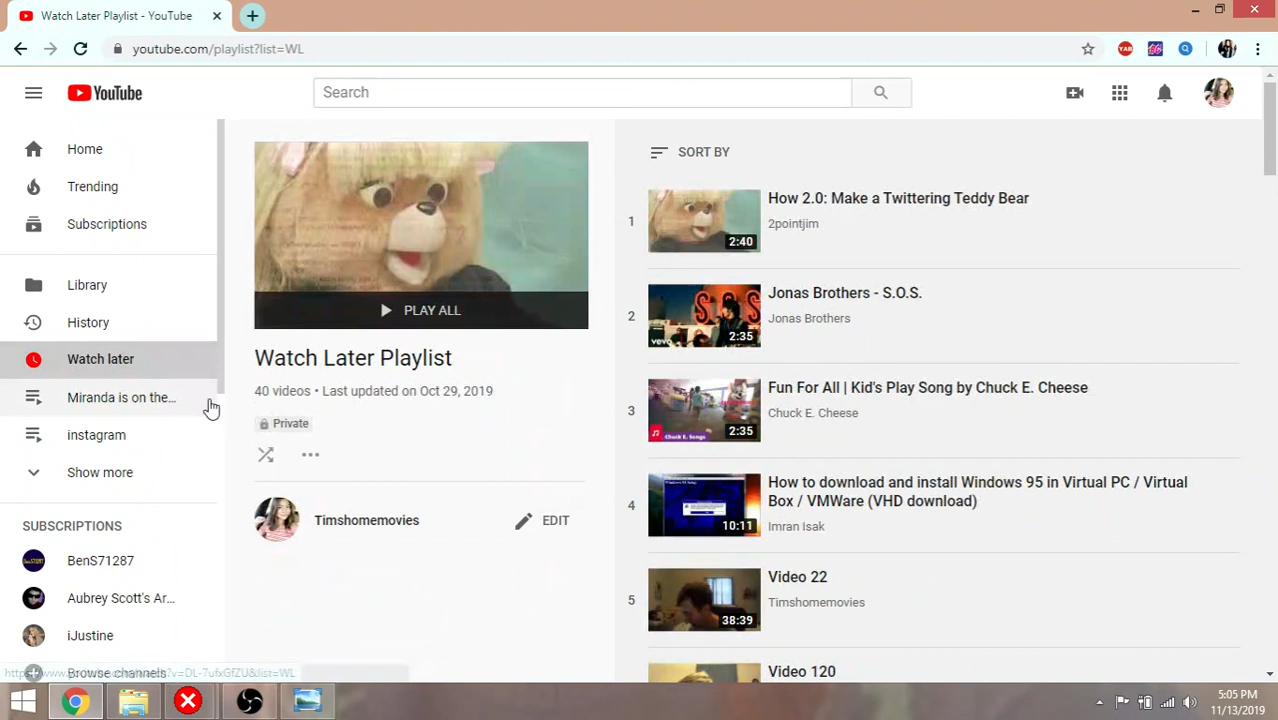 Watch Later Playlist - YouTube
youtube.com/playlist?list=WL
YouTube
Search
Home
Trending
Subscriptions
Library
History
Watch later
Miranda is on the...
instagram
Show more
SUBSCRIPTIONS
BenS71287
Aubrey Scott's Ar...
iJustine
Browse channels
PLAY ALL
Watch Later Playlist
40 videos • Last updated on Oct 29, 2019
Private
Timshomemovies
EDIT
SORT BY
1
How 2.0: Make a Twittering Teddy Bear
2pointjim
2:40
2
Jonas Brothers - S.O.S.
Jonas Brothers
vevo
2:35
3
Fun For All | Kid's Play Song by Chuck E. Cheese
Chuck E. Cheese
Chuck E. Songs
2:35
4
How to download and install Windows 95 in Virtual PC / Virtual
Box / VMWare (VHD download)
Imran Isak
10:11
5
Video 22
Timshomemovies
38:39
Video 120
5:05 PM
11/13/2019